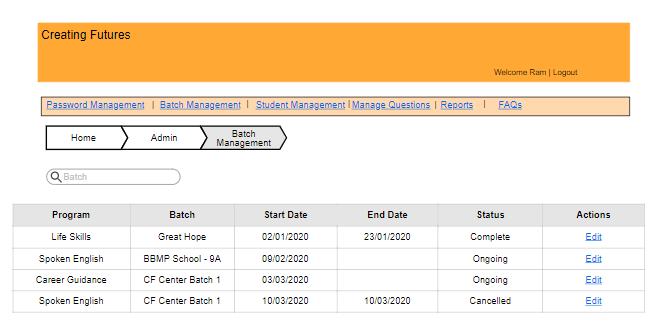 Creating Futures
Welcome Ram | Logout
Password Management | Batch Management | Student Management | Manage Questions | Reports | FAQs
Home Admin Batch Management
Batch
Program Batch Start Date End Date Status Actions
Life Skills Great Hope 02/01/2020 23/01/2020 Complete Edit
Spoken English BBMP School - 9A 09/02/2020 Ongoing Edit
Career Guidance CF Center Batch 1 03/03/2020 Ongoing Edit
Spoken English CF Center Batch 1 10/03/2020 10/03/2020 Cancelled Edit